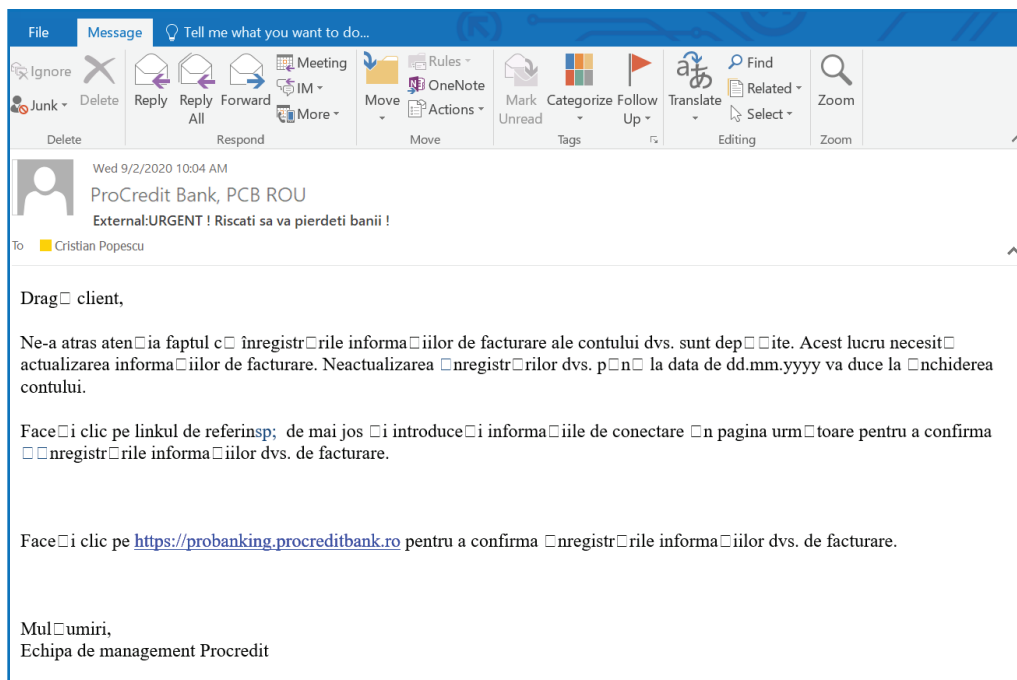 File Message Tell me what you want to do...
Ignore
Junk
Delete
Reply
Reply All
Forward
Meeting
IM
More
Move
Rules
OneNote
Actions
Mark Unread
Categorize
Follow Up
Translate
Find
Related
Select
Zoom
Delete Respond Move Tags Editing Zoom
Wed 9/2/2020 10:04 AM
ProCredit Bank, PCB ROU
External:URGENT ! Riscati sa va pierdeti banii !
To Cristian Popescu
Drag□ client,
Ne-a atras aten□ia faptul c□ înregistr□rile informa□iilor de facturare ale contului dvs. sunt dep□□ite. Acest lucru necesit□
actualizarea informa□iilor de facturare. Neactualizarea □nregistr□rilor dvs. p□n□ la data de dd.mm.yyyy va duce la □nchiderea
contului.
Face□i clic pe linkul de referinsp; de mai jos □i introduce□i informa□iile de conectare □n pagina urm□toare pentru a confirma
□□nregistr□rile informa□iilor dvs. de facturare.
Face□i clic pe https://probanking.procreditbank.ro pentru a confirma □nregistr□rile informa□iilor dvs. de facturare.
Mul□umiri,
Echipa de management Procredit